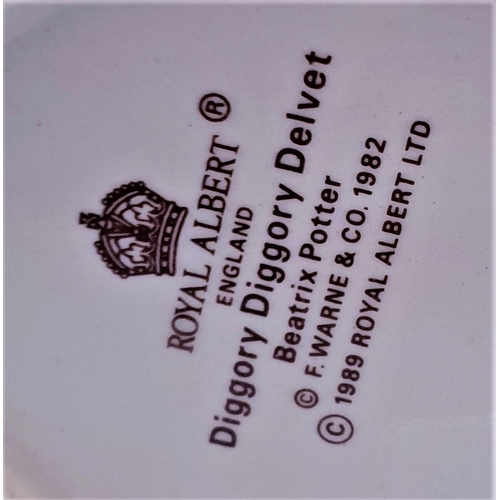 ROYAL ALBERT ®
ENGLAND
Diggory Diggory Delvet
Beatrix Potter
© F. WARNE & CO. 1982
© 1989 ROYAL ALBERT LTD